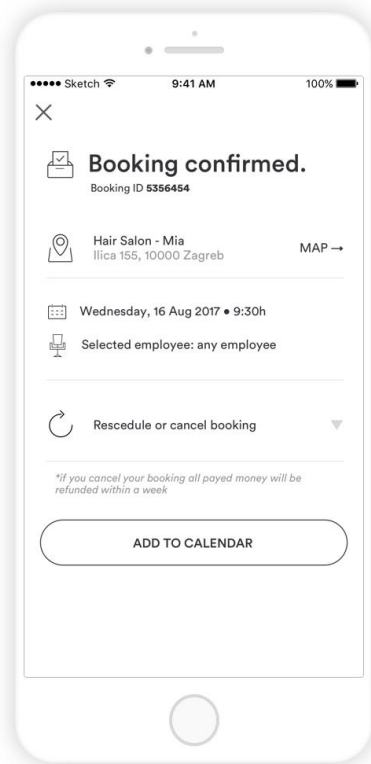 Sketch 9:41 AM 100%
Booking confirmed.
Booking ID 5356454
Hair Salon - Mia
Ilica 155, 10000 Zagreb
MAP →
Wednesday, 16 Aug 2017 • 9:30h
Selected employee: any employee
Rescedule or cancel booking
*if you cancel your booking all payed money will be
refunded within a week
ADD TO CALENDAR